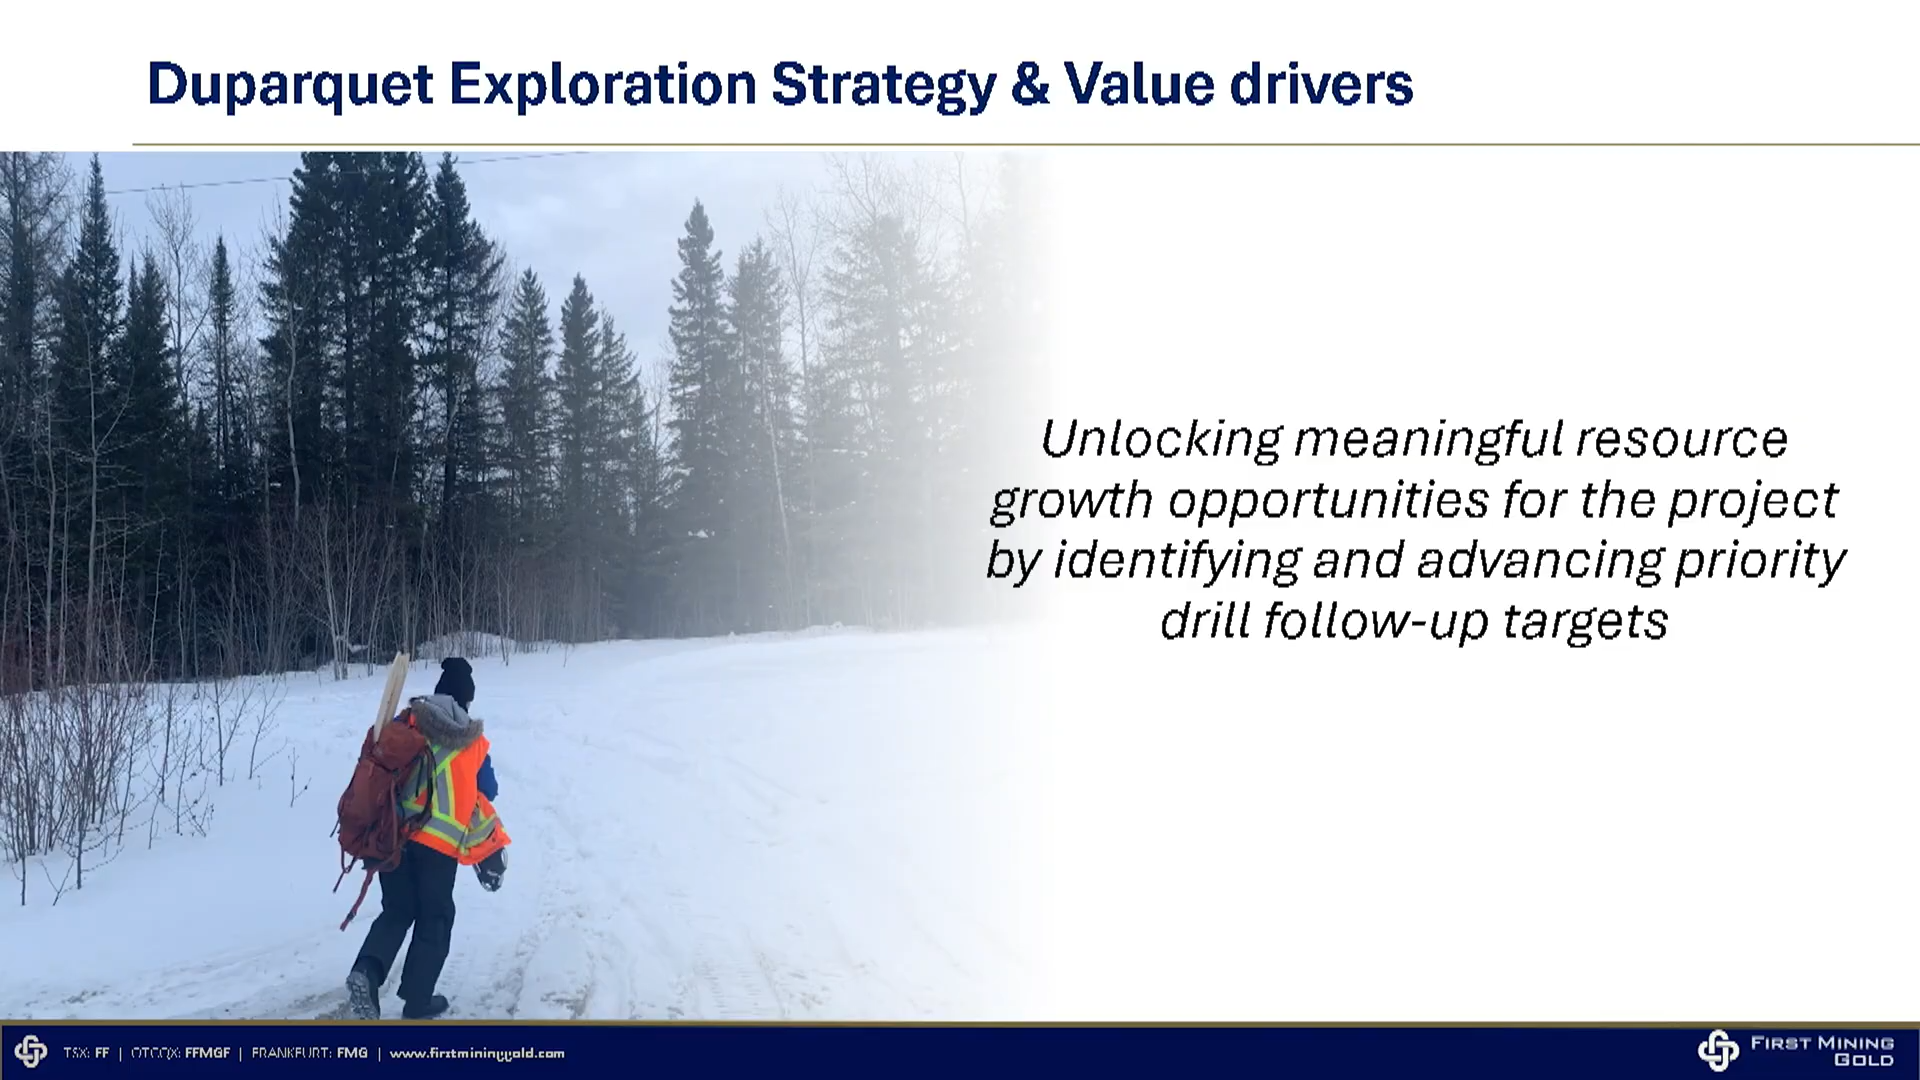 Duparquet Exploration Strategy & Value drivers
Unlocking meaningful resource
growth opportunities for the project
by identifying and advancing priority
drill follow-up targets
TSX: FF | OTCQX: FFMGF | FRANKFURT: FMG | www.firstmininggold.com
FIRST MINING
GOLD